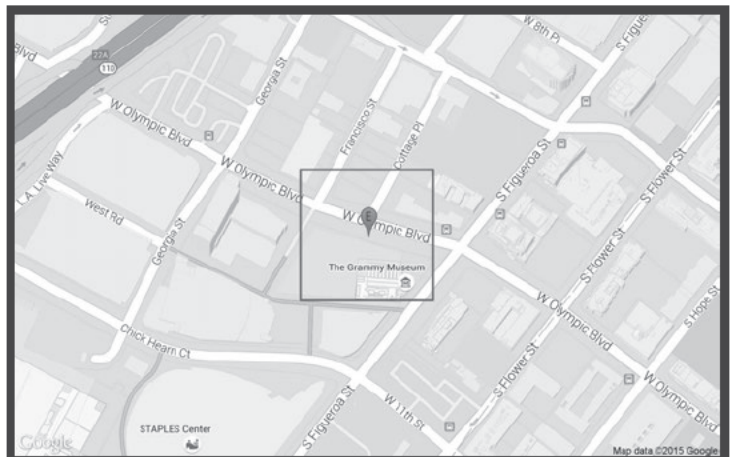 Blvd
22A
110
Georgia St
W 8th Pl
S Figueroa St
W Olympic Blvd
Francisco St
Cottage Pl
L.A. Live Way
West Rd
W Olympic Blvd
S Figueroa St
S Flower St
Georgia St
E
W Olympic Blvd
The Grammy Museum
S Flower St
S Hope St
W Olympic Blvd
Chick Hearn Ct
S Flower St
W Olympic Blvd
W 11th St
S Figueroa St
STAPLES Center
Google
Map data ©2015 Google